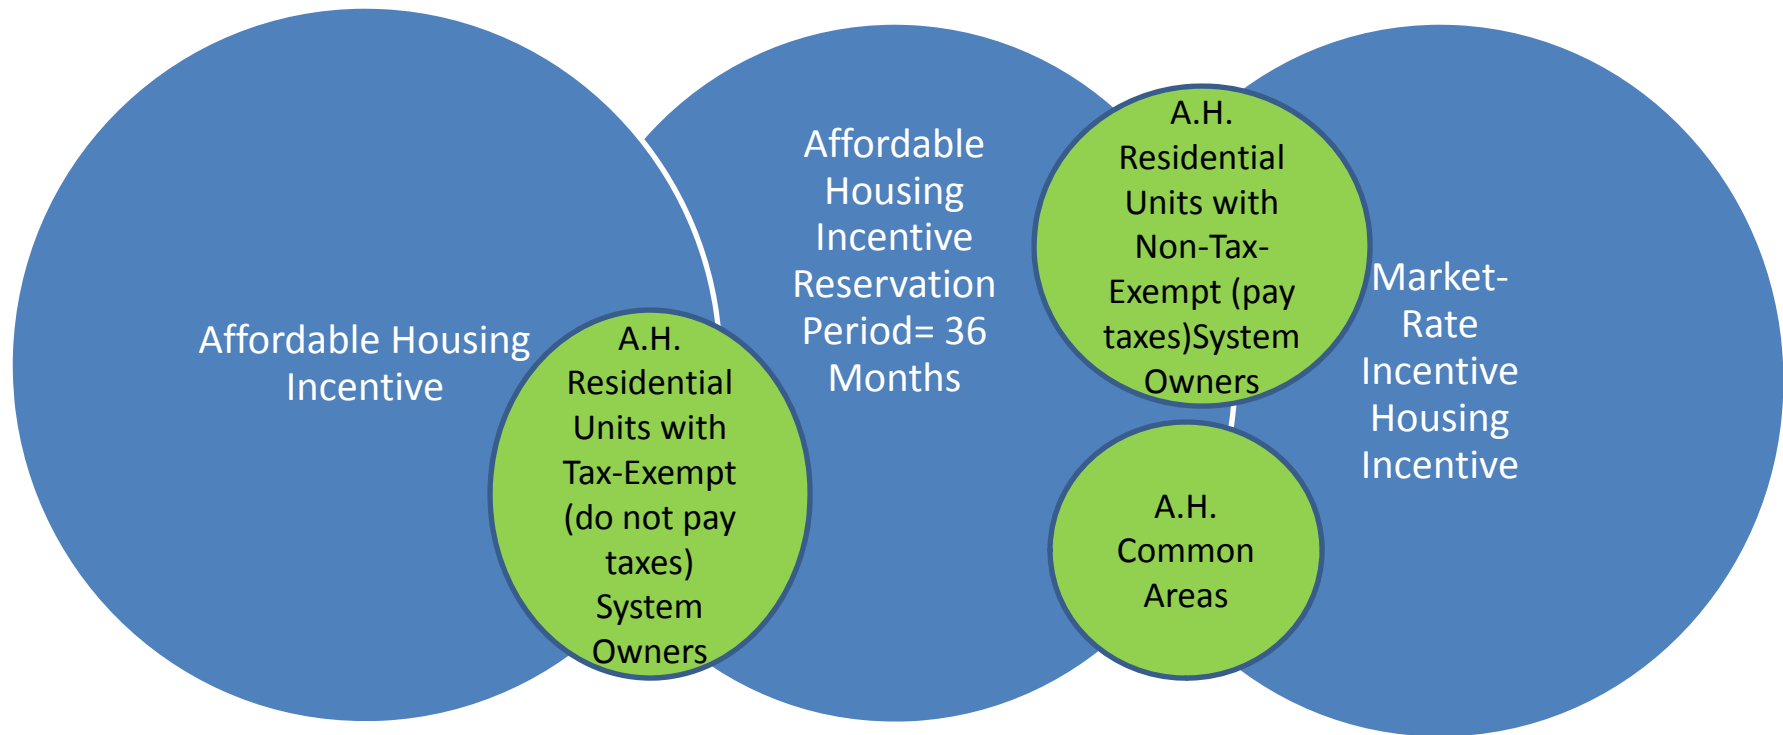 Affordable Housing
Incentive
A.H.
Residential
Units with
Tax-Exempt
(do not pay
taxes)
System
Owners
Affordable
Housing
Incentive
Reservation
Period= 36
Months
A.H.
Residential
Units with
Non-Tax-
Exempt (pay
taxes)System
Owners
A.H.
Common
Areas
Market-
Rate
Incentive
Housing
Incentive